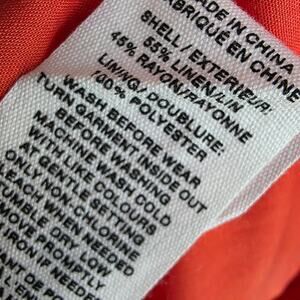 MADE IN CHINA
FABRIQUÉ EN CHINE
SHELL / EXTERIEUR:
55% LINEN/LIN
45% RAYON/RAYONNE
LINING/DOUBLURE:
100% POLYESTER
WASH BEFORE WEAR
TURN GARMENT INSIDE OUT
BEFORE WASHING
MACHINE WASH COLD
WITH LIKE COLOURS
AT GENTLE SETTING
ONLY NON-CHLORINE
BLEACH WHEN NEEDED
TUMBLE DRY LOW
REMOVE PROMPTLY
IRON IF NEEDED